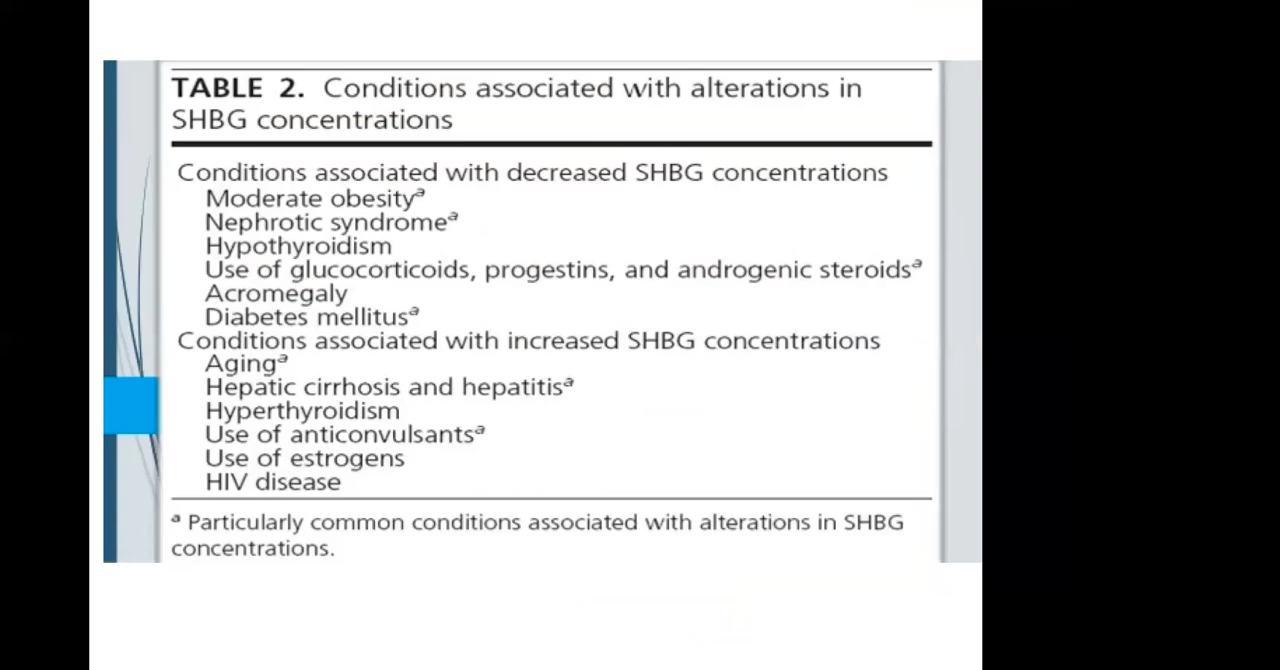 TABLE 2. Conditions associated with alterations in
SHBG concentrations
Conditions associated with decreased SHBG concentrations
Moderate obesityᵃ
Nephrotic syndromeᵃ
Hypothyroidism
Use of glucocorticoids, progestins, and androgenic steroidsᵃ
Acromegaly
Diabetes mellitusᵃ
Conditions associated with increased SHBG concentrations
Agingᵃ
Hepatic cirrhosis and hepatitisᵃ
Hyperthyroidism
Use of anticonvulsantsᵃ
Use of estrogens
HIV disease
ᵃ Particularly common conditions associated with alterations in SHBG
concentrations.